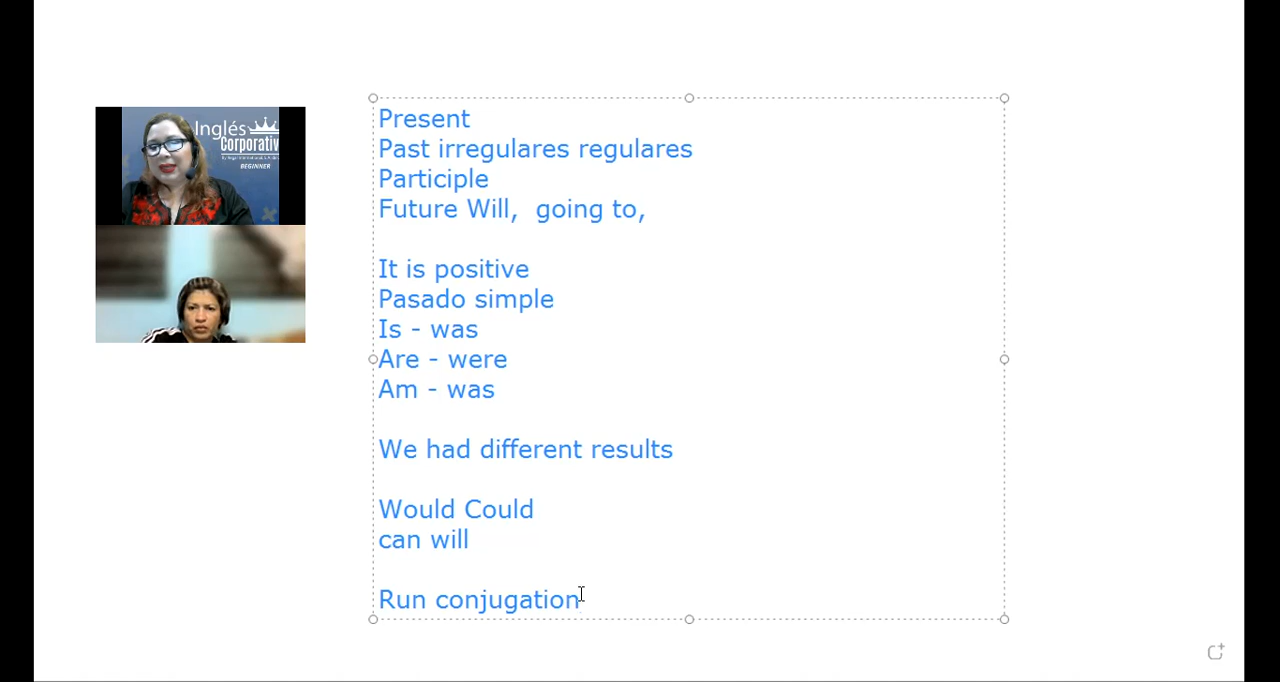 Inglés
Corporativ
BEGINNER
Present
Past irregulares regulares
Participle
Future Will,  going to,
It is positive
Pasado simple
Is - was
Are - were
Am - was
We had different results
Would Could
can will
Run conjugation